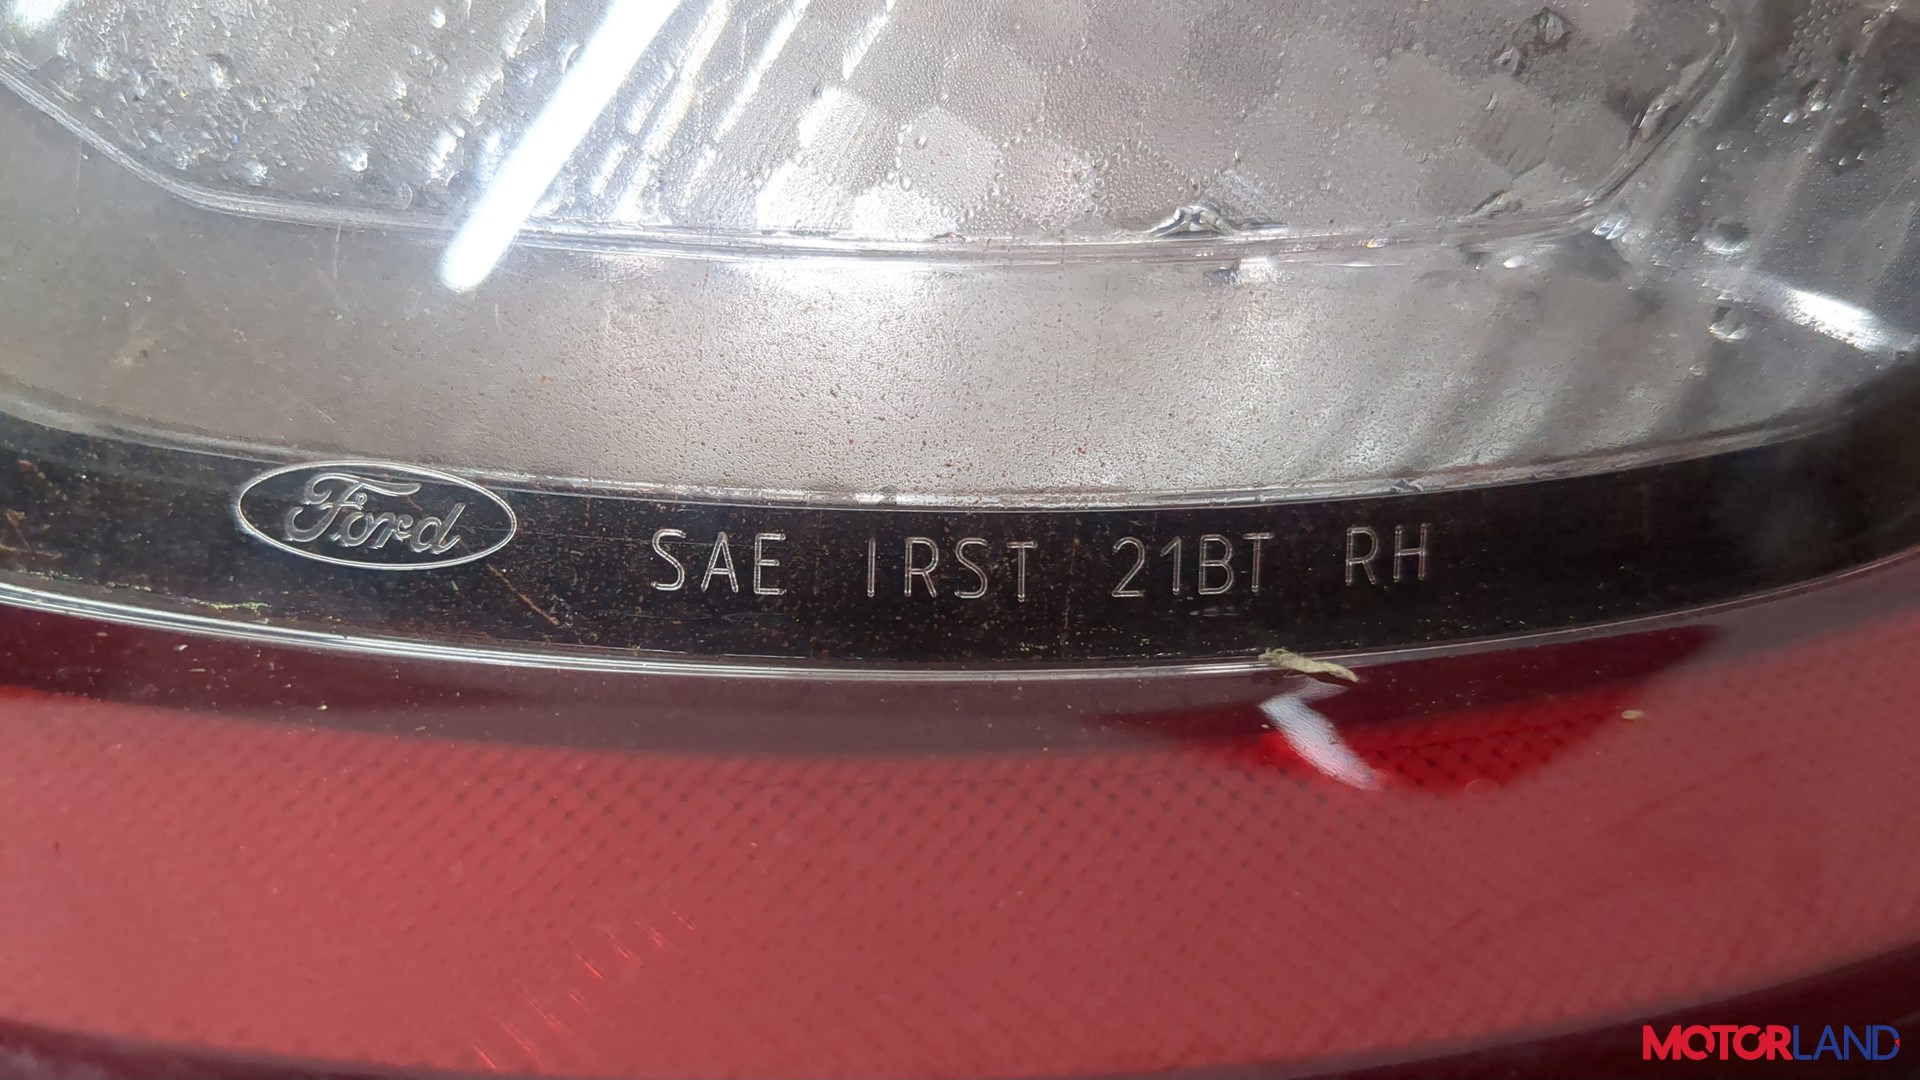 Ford SAE IRST 21BT RH
MOTORLAND